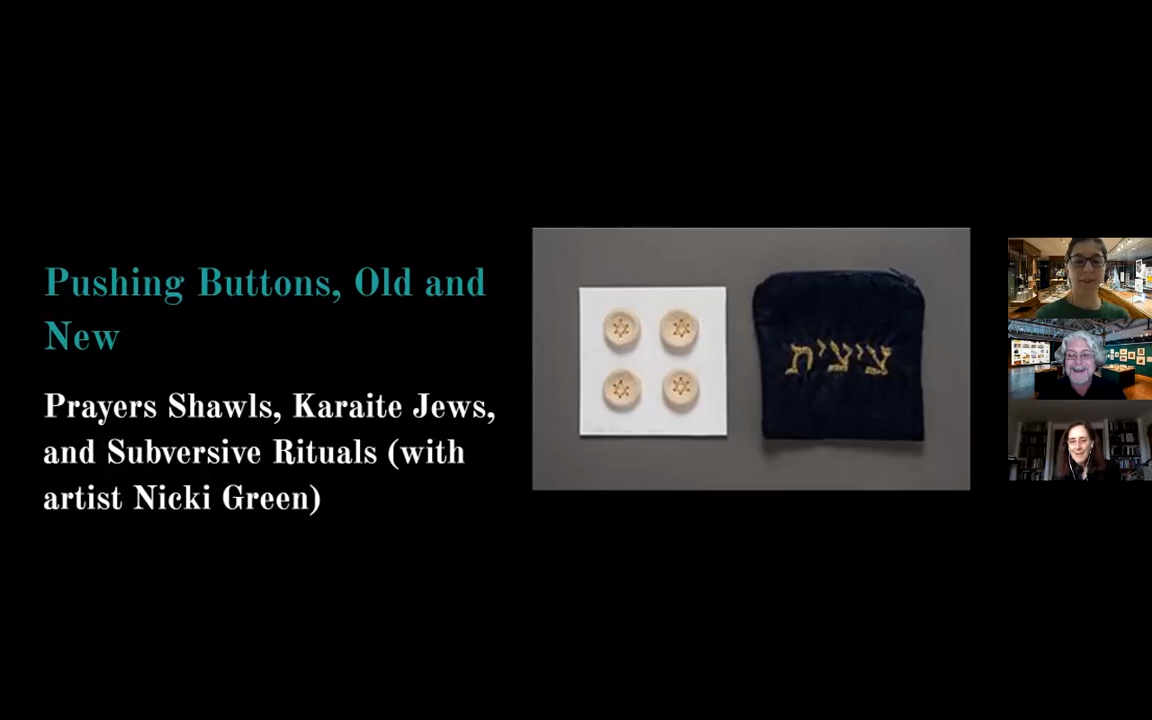 Pushing Buttons, Old and
New
Prayers Shawls, Karaite Jews,
and Subversive Rituals (with
artist Nicki Green)
ציצית